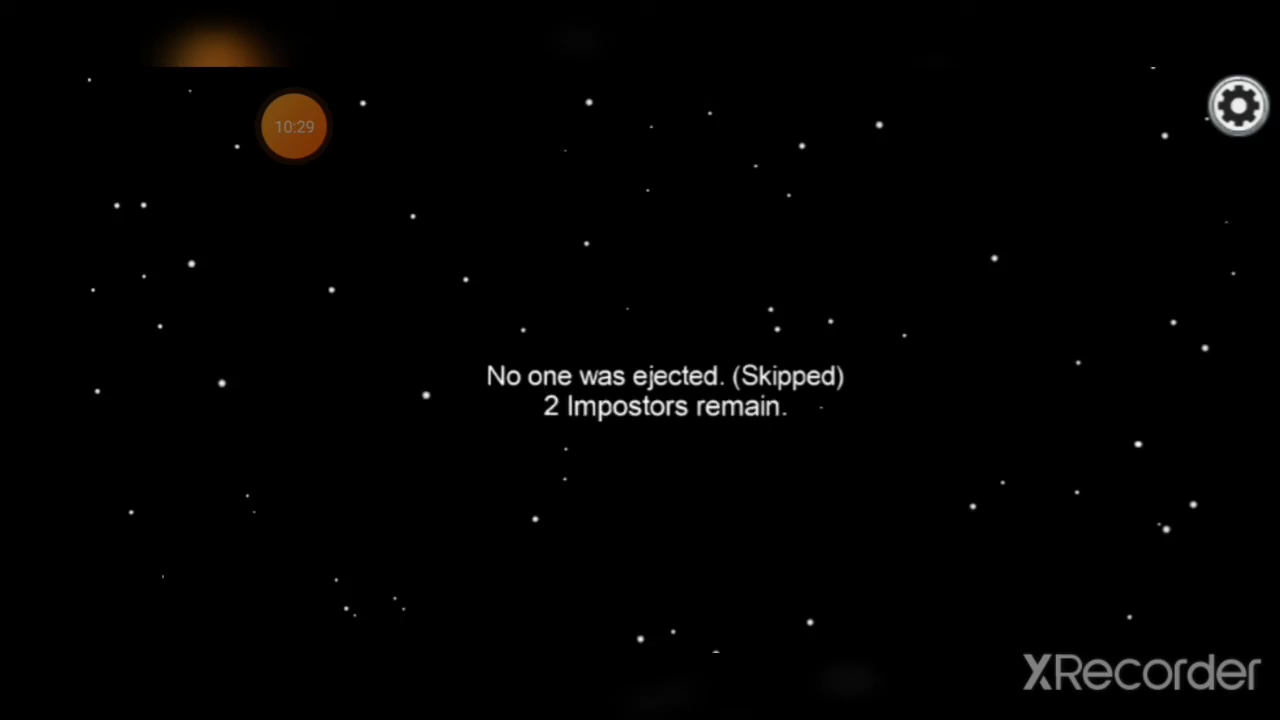 10:29
No one was ejected. (Skipped)
2 Impostors remain.
XRecorder